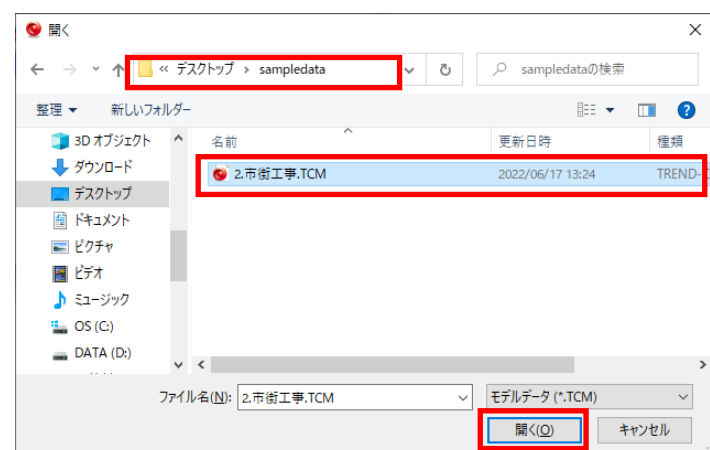 開く
« デスクトップ › sampledata
sampledataの検索
整理 ▼ 新しいフォルダー
3D オブジェクト
ダウンロード
デスクトップ
ドキュメント
ピクチャ
ビデオ
ミュージック
OS (C:)
DATA (D:)
名前 更新日時 種類
2.市街工事.TCM 2022/06/17 13:24 TREND-
ファイル名(N): 2.市街工事.TCM モデルデータ (*.TCM)
開く(O) キャンセル